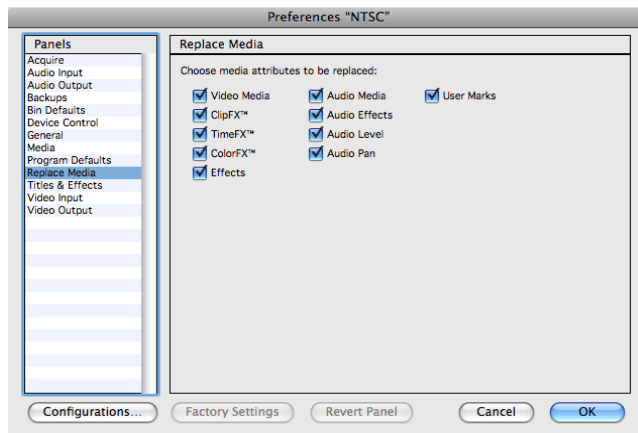 Preferences "NTSC"
Panels
Acquire
Audio Input
Audio Output
Backups
Bin Defaults
Device Control
General
Media
Program Defaults
Replace Media
Titles & Effects
Video Input
Video Output
Replace Media
Choose media attributes to be replaced:
Video Media Audio Media User Marks
ClipFX™ Audio Effects
TimeFX™ Audio Level
ColorFX™ Audio Pan
Effects
Configurations... Factory Settings Revert Panel Cancel OK